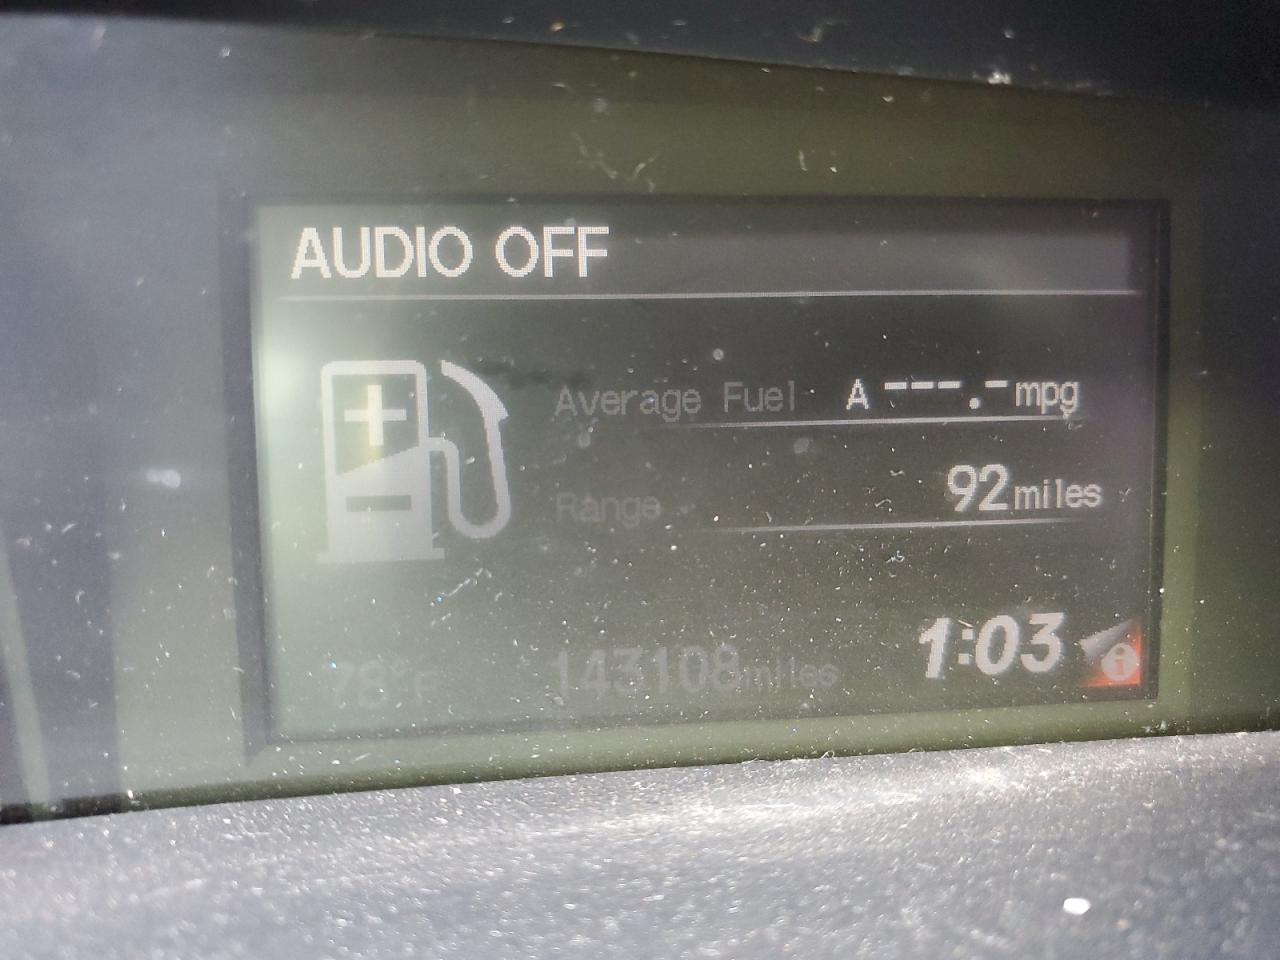 AUDIO OFF
Average Fuel A ---.- mpg
Range 92 miles
78°F 143108 miles 1:03 i